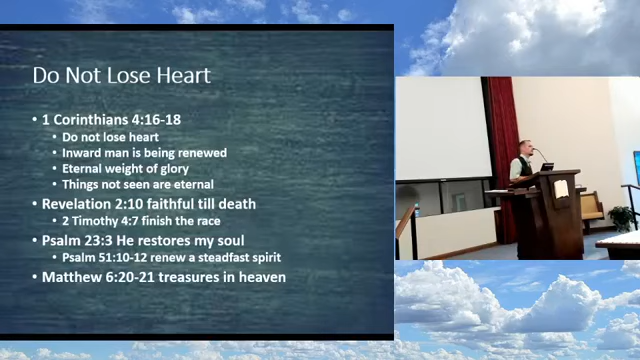 Do Not Lose Heart
• 1 Corinthians 4:16-18
• Do not lose heart
• Inward man is being renewed
• Eternal weight of glory
• Things not seen are eternal
• Revelation 2:10 faithful till death
• 2 Timothy 4:7 finish the race
• Psalm 23:3 He restores my soul
• Psalm 51:10-12 renew a steadfast spirit
• Matthew 6:20-21 treasures in heaven